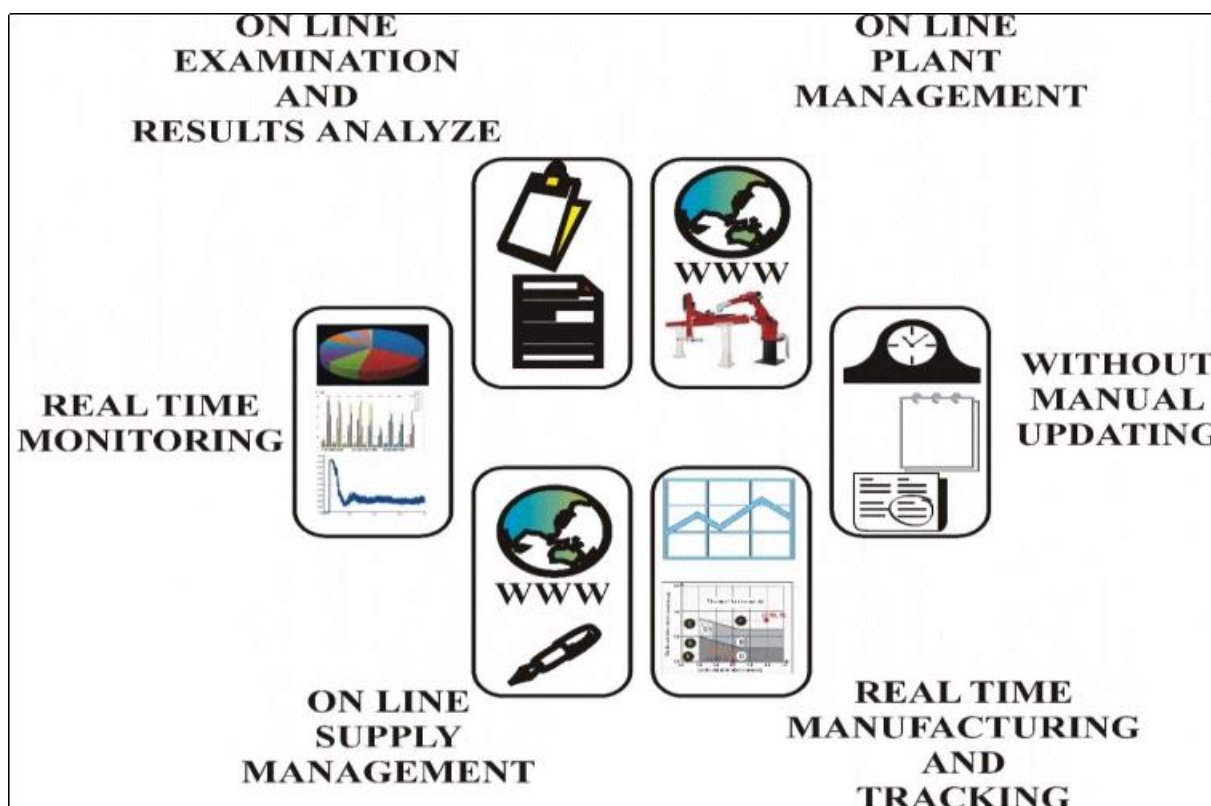 ON LINE
EXAMINATION
AND
RESULTS ANALYZE
ON LINE
PLANT
MANAGEMENT
WWW
REAL TIME
MONITORING
WITHOUT
MANUAL
UPDATING
WWW
ON LINE
SUPPLY
MANAGEMENT
REAL TIME
MANUFACTURING
AND
TRACKING